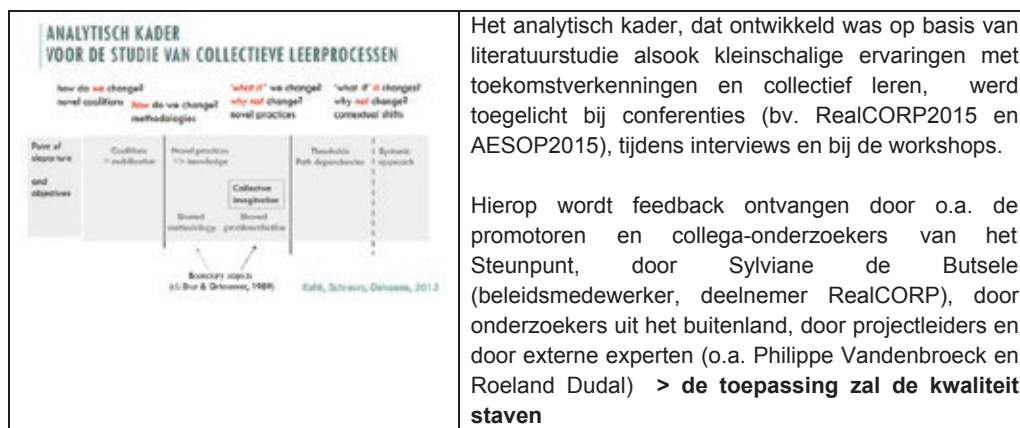 ANALYTISCH KADER
VOOR DE STUDIE VAN COLLECTIEVE LEERPROCESSEN
how do we change?
novel coalitions
how do we change?
methodologies
'what if' we change?
why not change?
novel practices
'what if' it changes?
why not change?
contextual shifts
Point of
departure
and
objectives
Coalitions
mobilisation
Novel practices
=> knowledge
Collective
imagination
Shared
methodology
Shared
problematisation
Thresholds
Path dependencies
Systemic
approach
Boundary objects
(cf. Star & Griesemer, 1989)
Het analytisch kader, dat ontwikkeld was op basis van
literatuurstudie alsook kleinschalige ervaringen met
toekomstverkenningen en collectief leren, werd
toegelicht bij conferenties (bv. RealCORP2015 en
AESOP2015), tijdens interviews en bij de workshops.
Hierop wordt feedback ontvangen door o.a. de
promotoren en collega-onderzoekers van het
Steunpunt, door Sylviane de Butsele
(beleidsmedewerker, deelnemer RealCORP), door
onderzoekers uit het buitenland, door projectleiders en
door externe experten (o.a. Philippe Vandenbroeck en
Roeland Dudal) > de toepassing zal de kwaliteit
staven